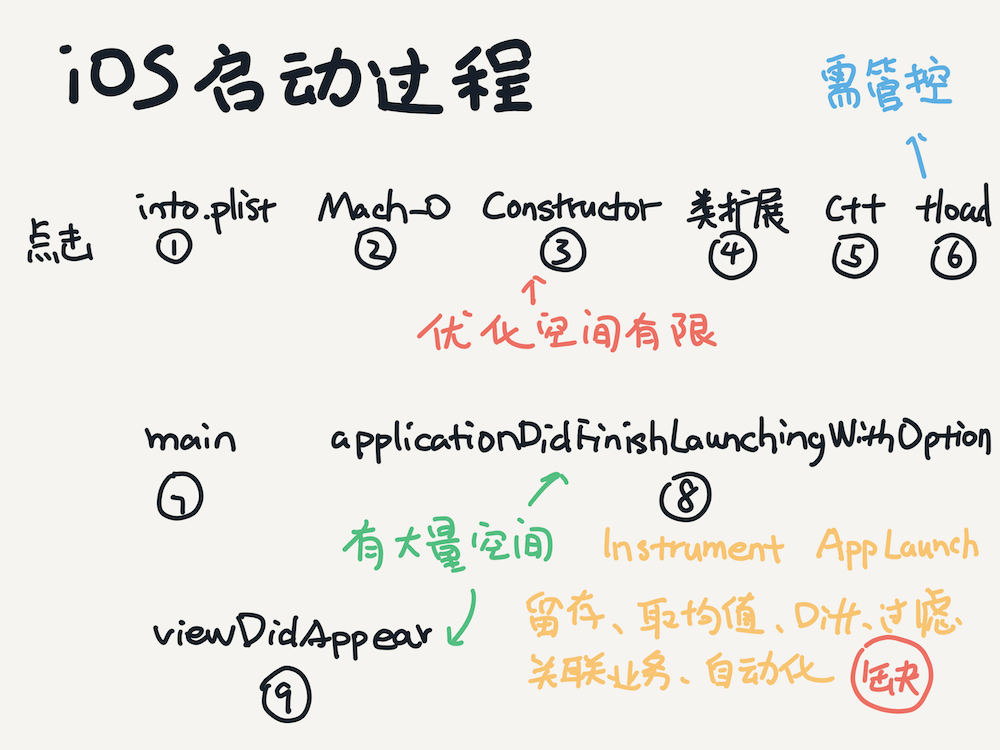 iOS启动过程
需管控
点击 info.plist Mach-O Constructor 类扩展 C++ +load
① ② ③ ④ ⑤ ⑥
优化空间有限
main applicationDidFinishLaunchingWithOption
⑦ ⑧
有大量空间 Instrument AppLaunch
viewDidAppear 留存、取均值、Diff、过滤、
⑨ 关联业务、自动化 缺